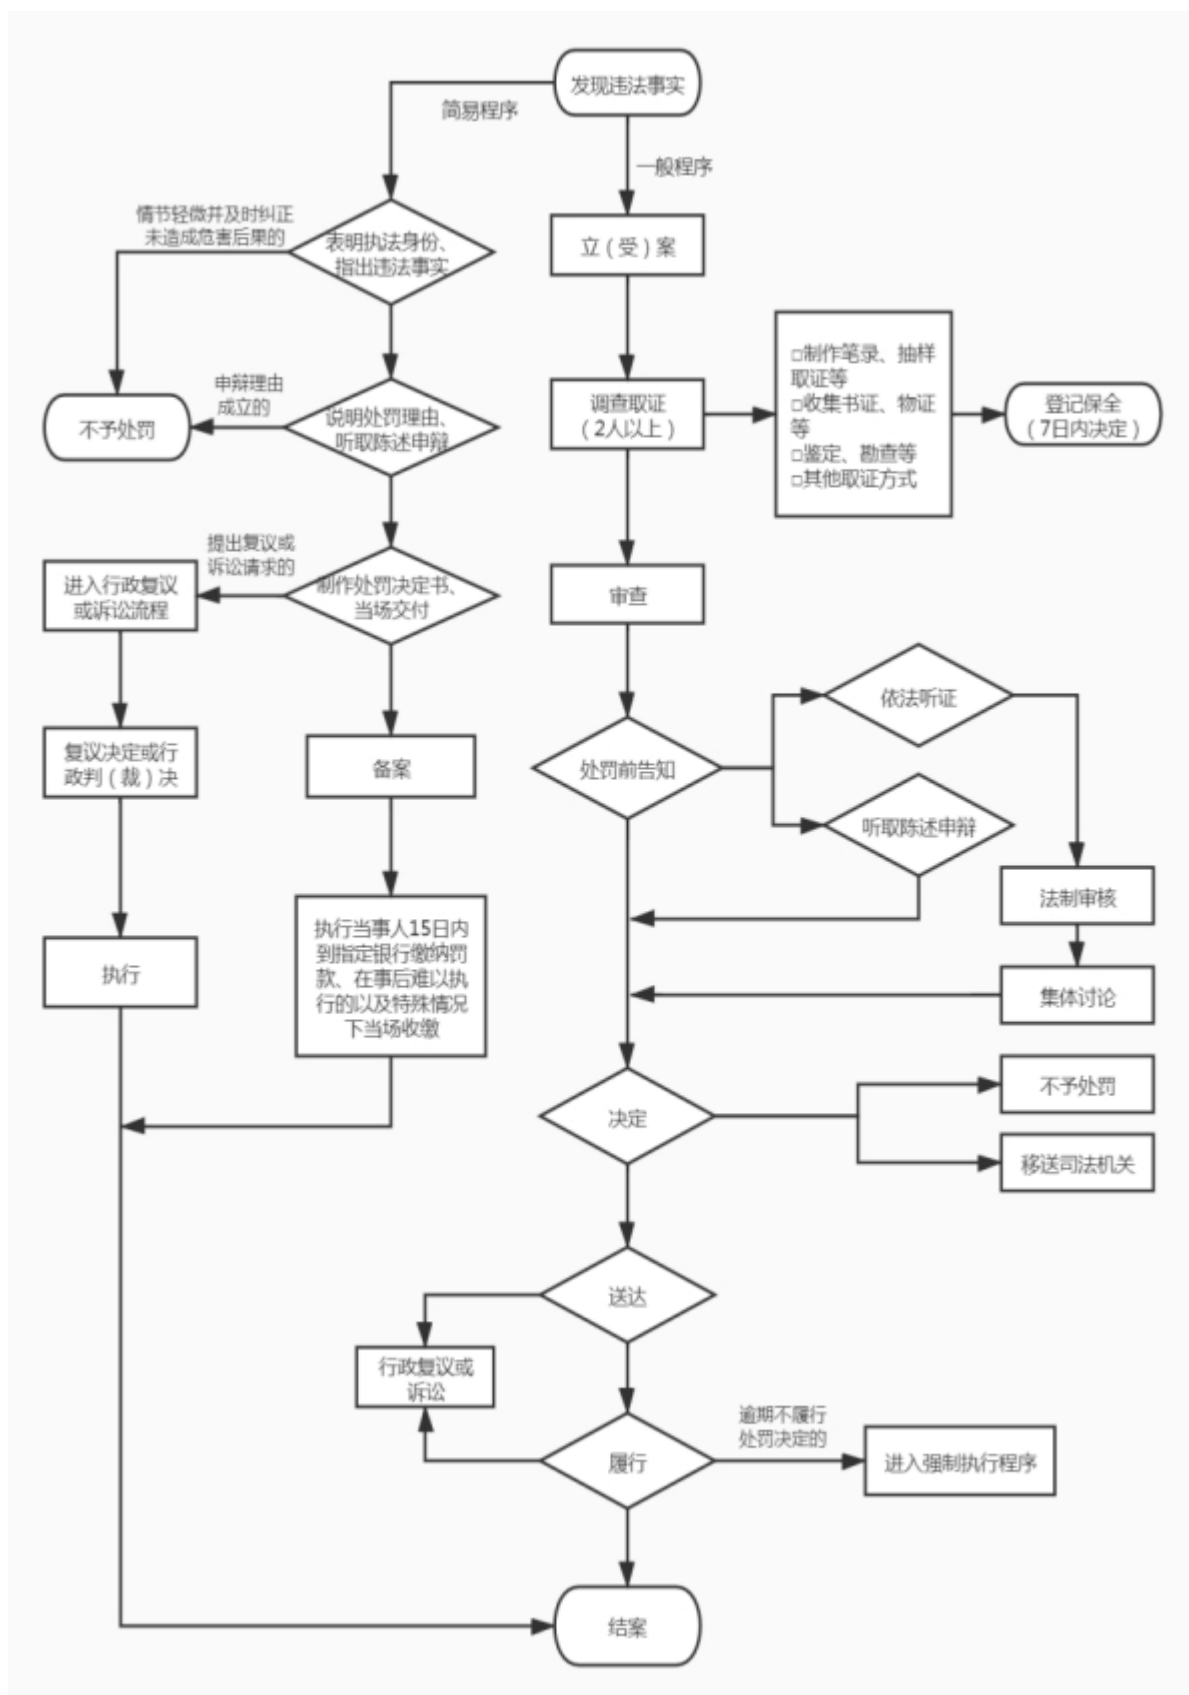 发现违法事实
简易程序
一般程序
情节轻微并及时纠正
未造成危害后果的
表明执法身份、
指出违法事实
立（受）案
□制作笔录、抽样
取证等
□收集书证、物证
等
□鉴定、勘查等
□其他取证方式
申辩理由
成立的
不予处罚
说明处罚理由、
听取陈述申辩
调查取证
（2人以上）
登记保全
（7日内决定）
提出复议或
诉讼请求的
进入行政复议
或诉讼流程
制作处罚决定书、
当场交付
审查
依法听证
复议决定或行
政判（裁）决
备案
处罚前告知
听取陈述申辩
法制审核
执行
执行当事人15日内
到指定银行缴纳罚
款、在事后难以执
行的以及特殊情况
下当场收缴
集体讨论
决定
不予处罚
移送司法机关
送达
行政复议或
诉讼
逾期不履行
处罚决定的
履行
进入强制执行程序
结案